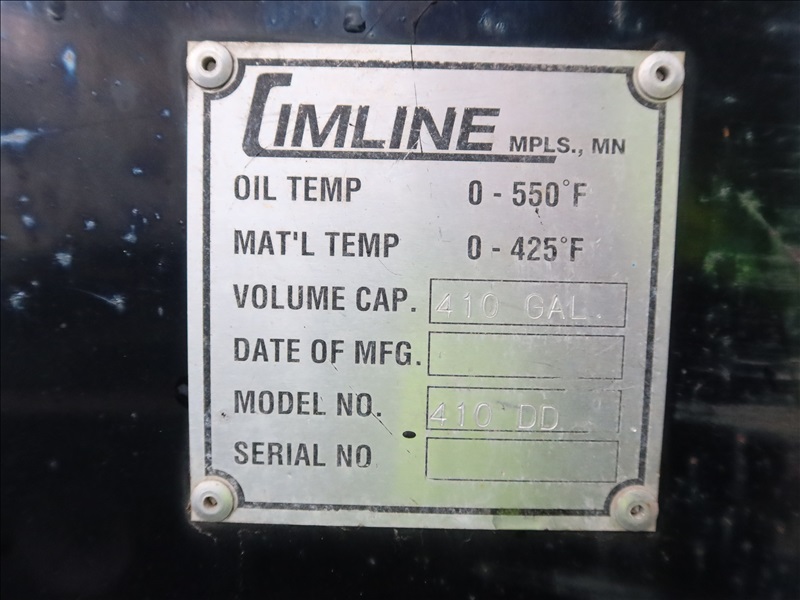 CIMLINE MPLS., MN
OIL TEMP 0 - 550°F
MAT'L TEMP 0 - 425°F
VOLUME CAP. 410 GAL.
DATE OF MFG.
MODEL NO. 410 DD
SERIAL NO